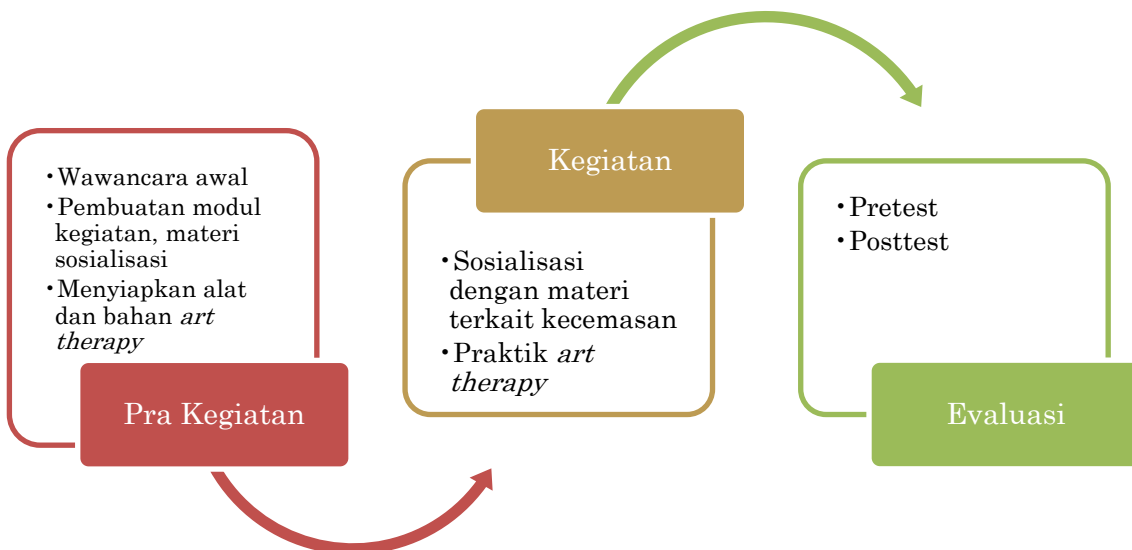 •Wawancara awal
•Pembuatan modul
kegiatan, materi
sosialisasi
•Menyiapkan alat
dan bahan art
therapy
Pra Kegiatan
Kegiatan
•Sosialisasi
dengan materi
terkait kecemasan
•Praktik art
therapy
•Pretest
•Posttest
Evaluasi